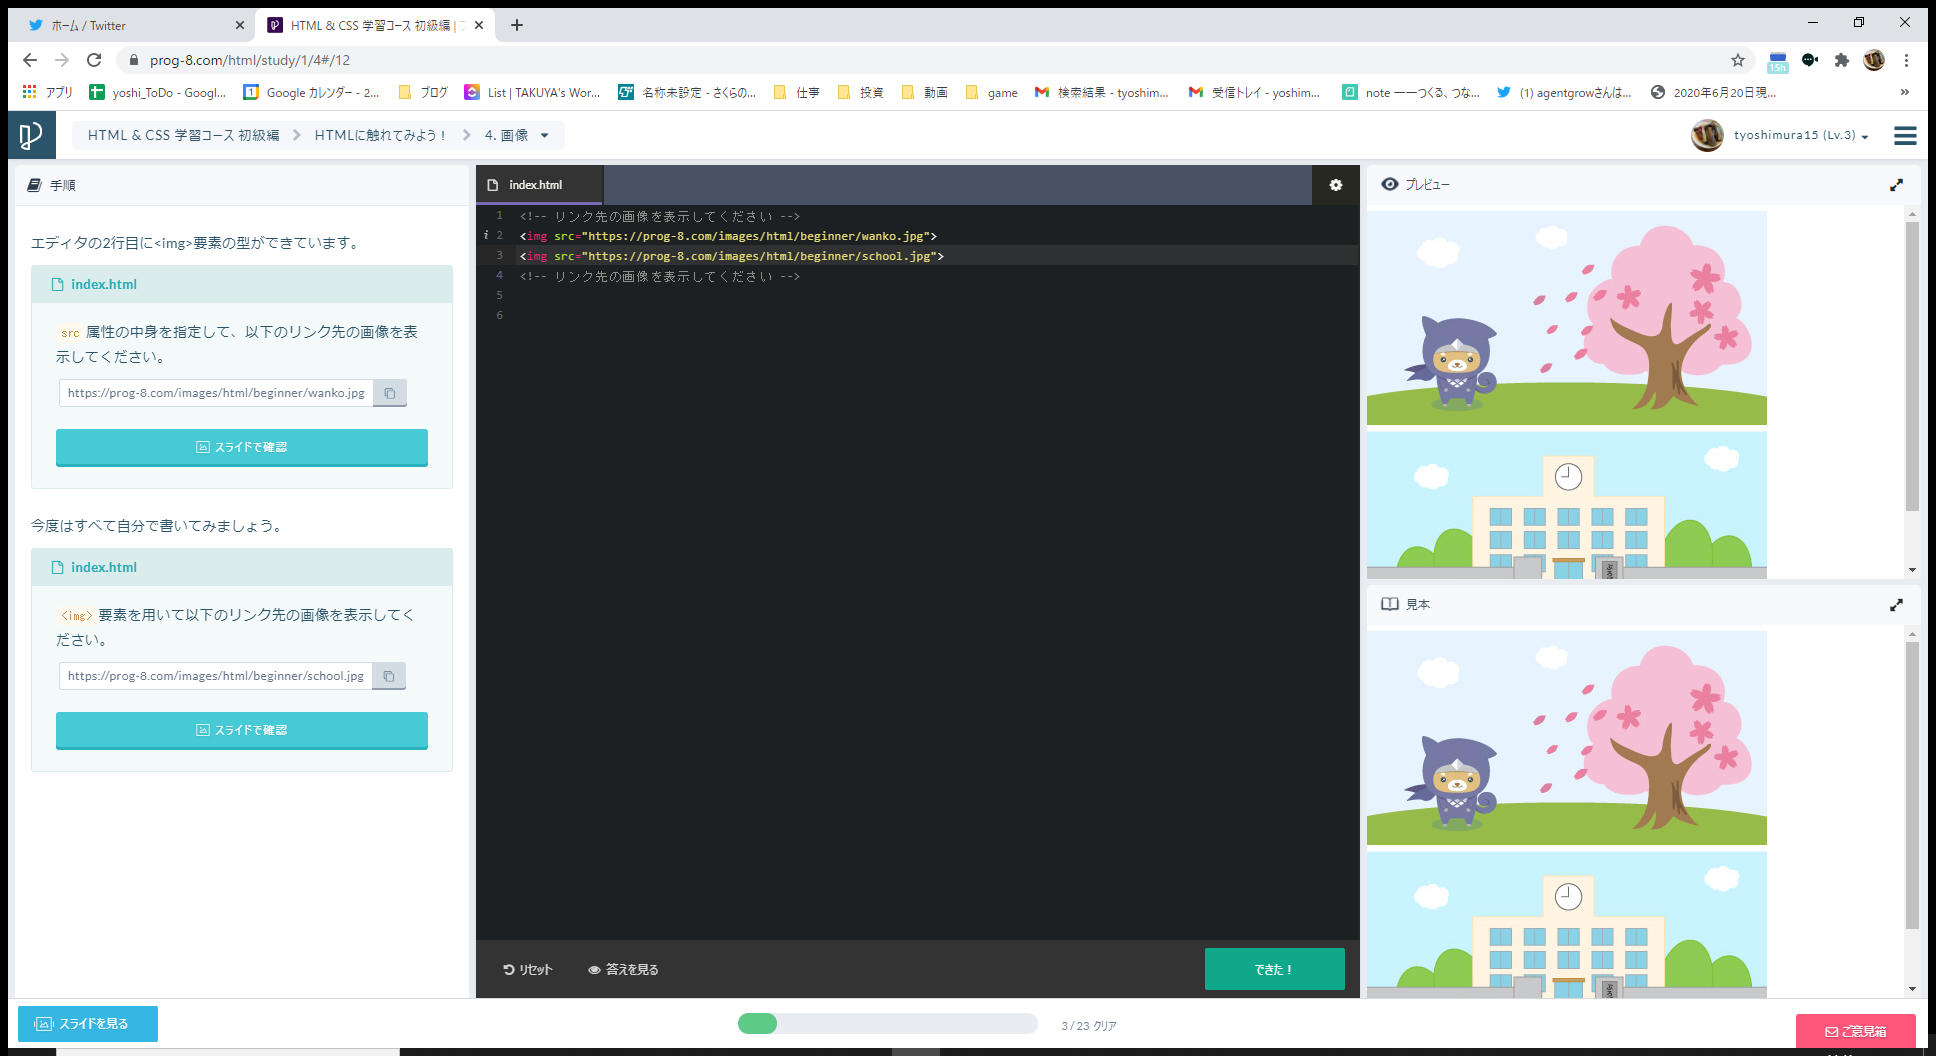 ホーム / Twitter
HTML & CSS 学習コース 初級編 |
prog-8.com/html/study/1/4#/12
15h
アプリ
yoshi_ToDo - Googl...
Google カレンダー - 2...
ブログ
List | TAKUYA's Wor...
名称未設定 - さくらの...
仕事
投資
動画
game
検索結果 - tyoshim...
受信トレイ - yoshim...
note ――つくる、つな...
(1) agentgrowさんは...
2020年6月20日現...
»
HTML & CSS 学習コース 初級編
HTMLに触れてみよう！
4. 画像
tyoshimura15 (Lv.3)
手順
エディタの2行目に<img>要素の型ができています。
index.html
src 属性の中身を指定して、以下のリンク先の画像を表
示してください。
https://prog-8.com/images/html/beginner/wanko.jpg
スライドで確認
今度はすべて自分で書いてみましょう。
index.html
<img> 要素を用いて以下のリンク先の画像を表示してく
ださい。
https://prog-8.com/images/html/beginner/school.jpg
スライドで確認
index.html
1 <!-- リンク先の画像を表示してください -->
i 2 <img src="https://prog-8.com/images/html/beginner/wanko.jpg">
3 <img src="https://prog-8.com/images/html/beginner/school.jpg">
4 <!-- リンク先の画像を表示してください -->
5
6
リセット
答えを見る
できた！
プレビュー
見本
スライドを見る
3 / 23 クリア
ご意見箱